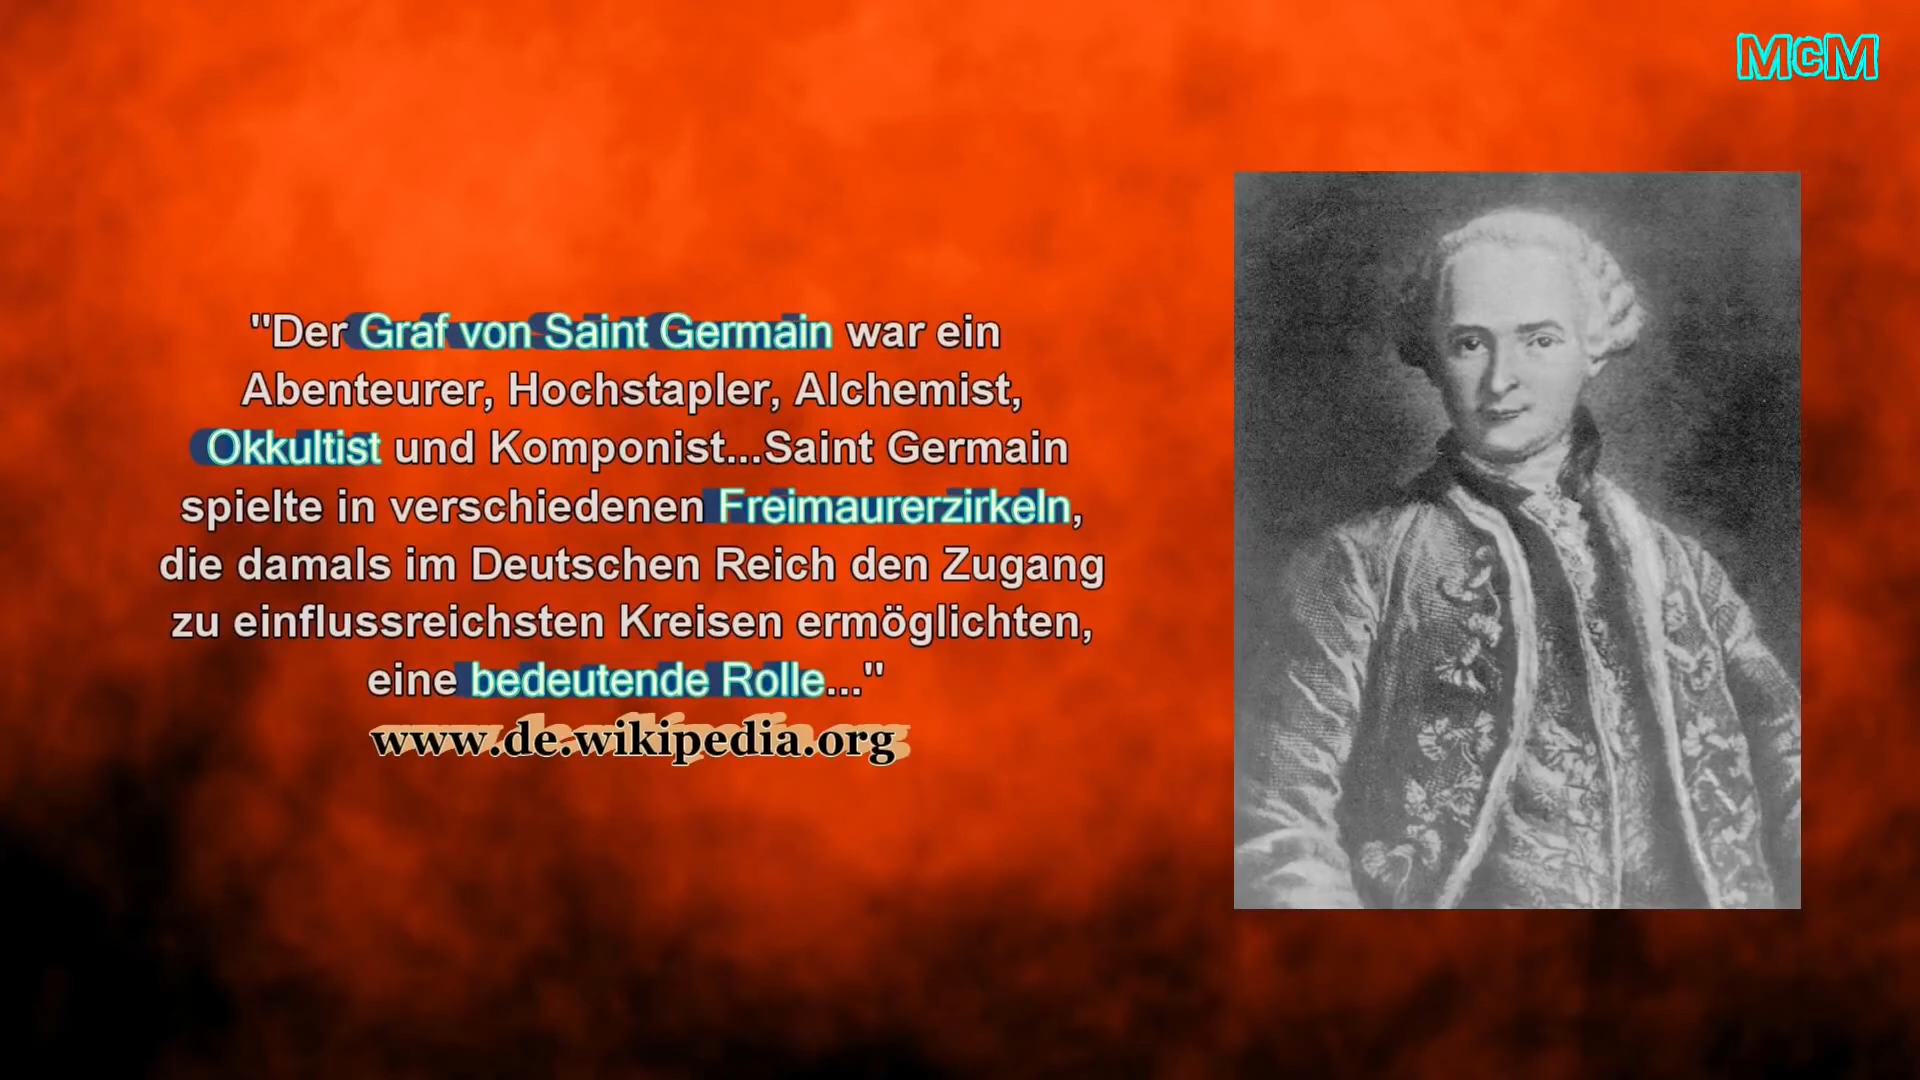 McM
"Der Graf von Saint Germain war ein
Abenteurer, Hochstapler, Alchemist,
Okkultist und Komponist...Saint Germain
spielte in verschiedenen Freimaurerzirkeln,
die damals im Deutschen Reich den Zugang
zu einflussreichsten Kreisen ermöglichten,
eine bedeutende Rolle..."
www.de.wikipedia.org